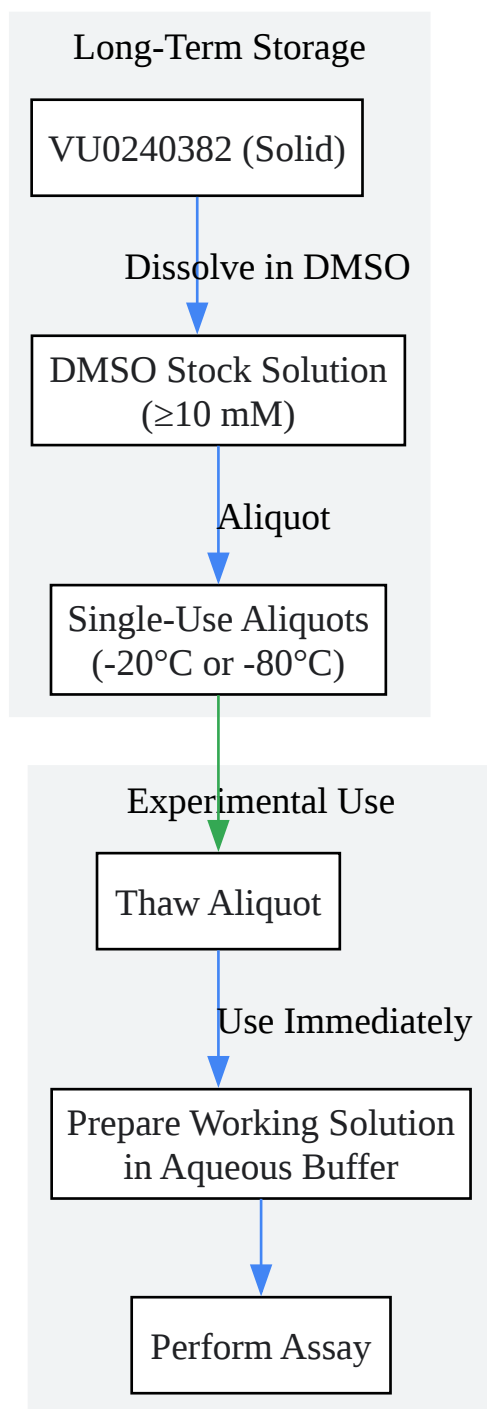 Long-Term Storage
VU0240382 (Solid)
Dissolve in DMSO
DMSO Stock Solution
(≥10 mM)
Aliquot
Single-Use Aliquots
(-20°C or -80°C)
Experimental Use
Thaw Aliquot
Use Immediately
Prepare Working Solution
in Aqueous Buffer
Perform Assay